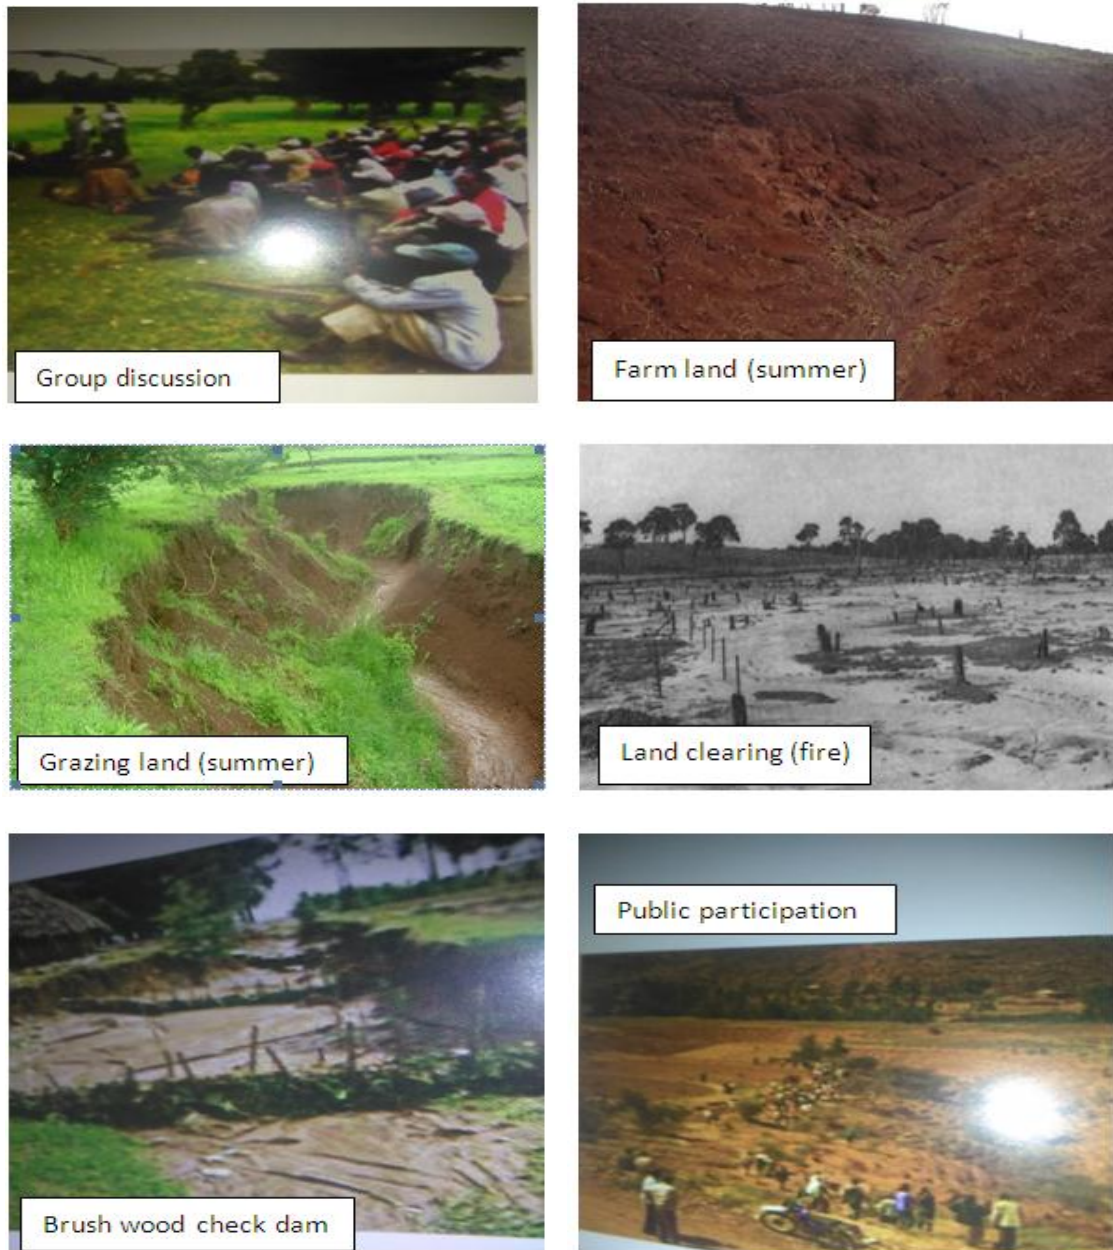 Group discussion
Farm land (summer)
Grazing land (summer)
Land clearing (fire)
Brush wood check dam
Public participation